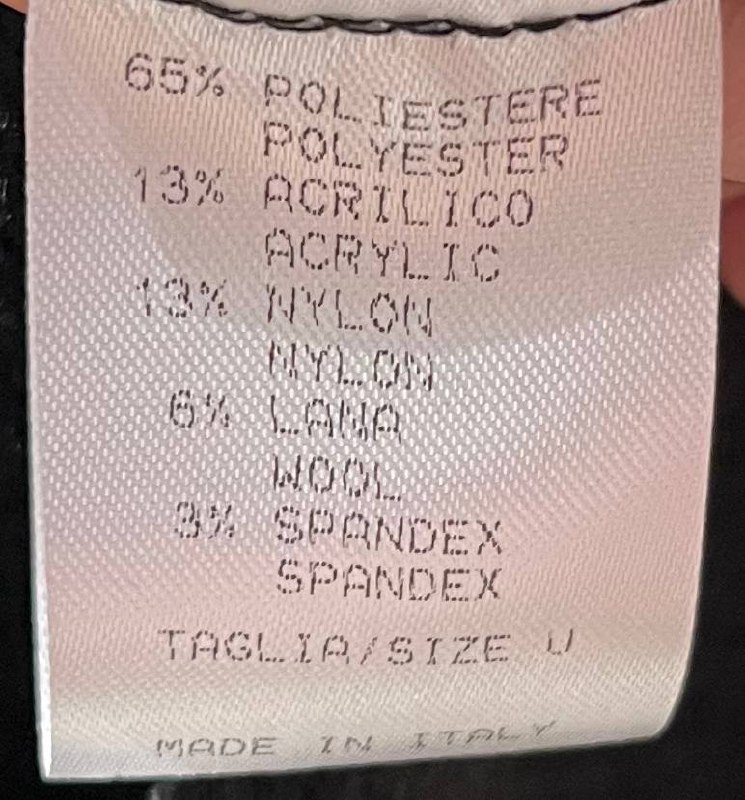 65% POLIESTERE
POLYESTER
13% ACRILICO
ACRYLIC
13% NYLON
NYLON
6% LANA
WOOL
3% SPANDEX
SPANDEX
TAGLIA/SIZE U
MADE IN ITALY